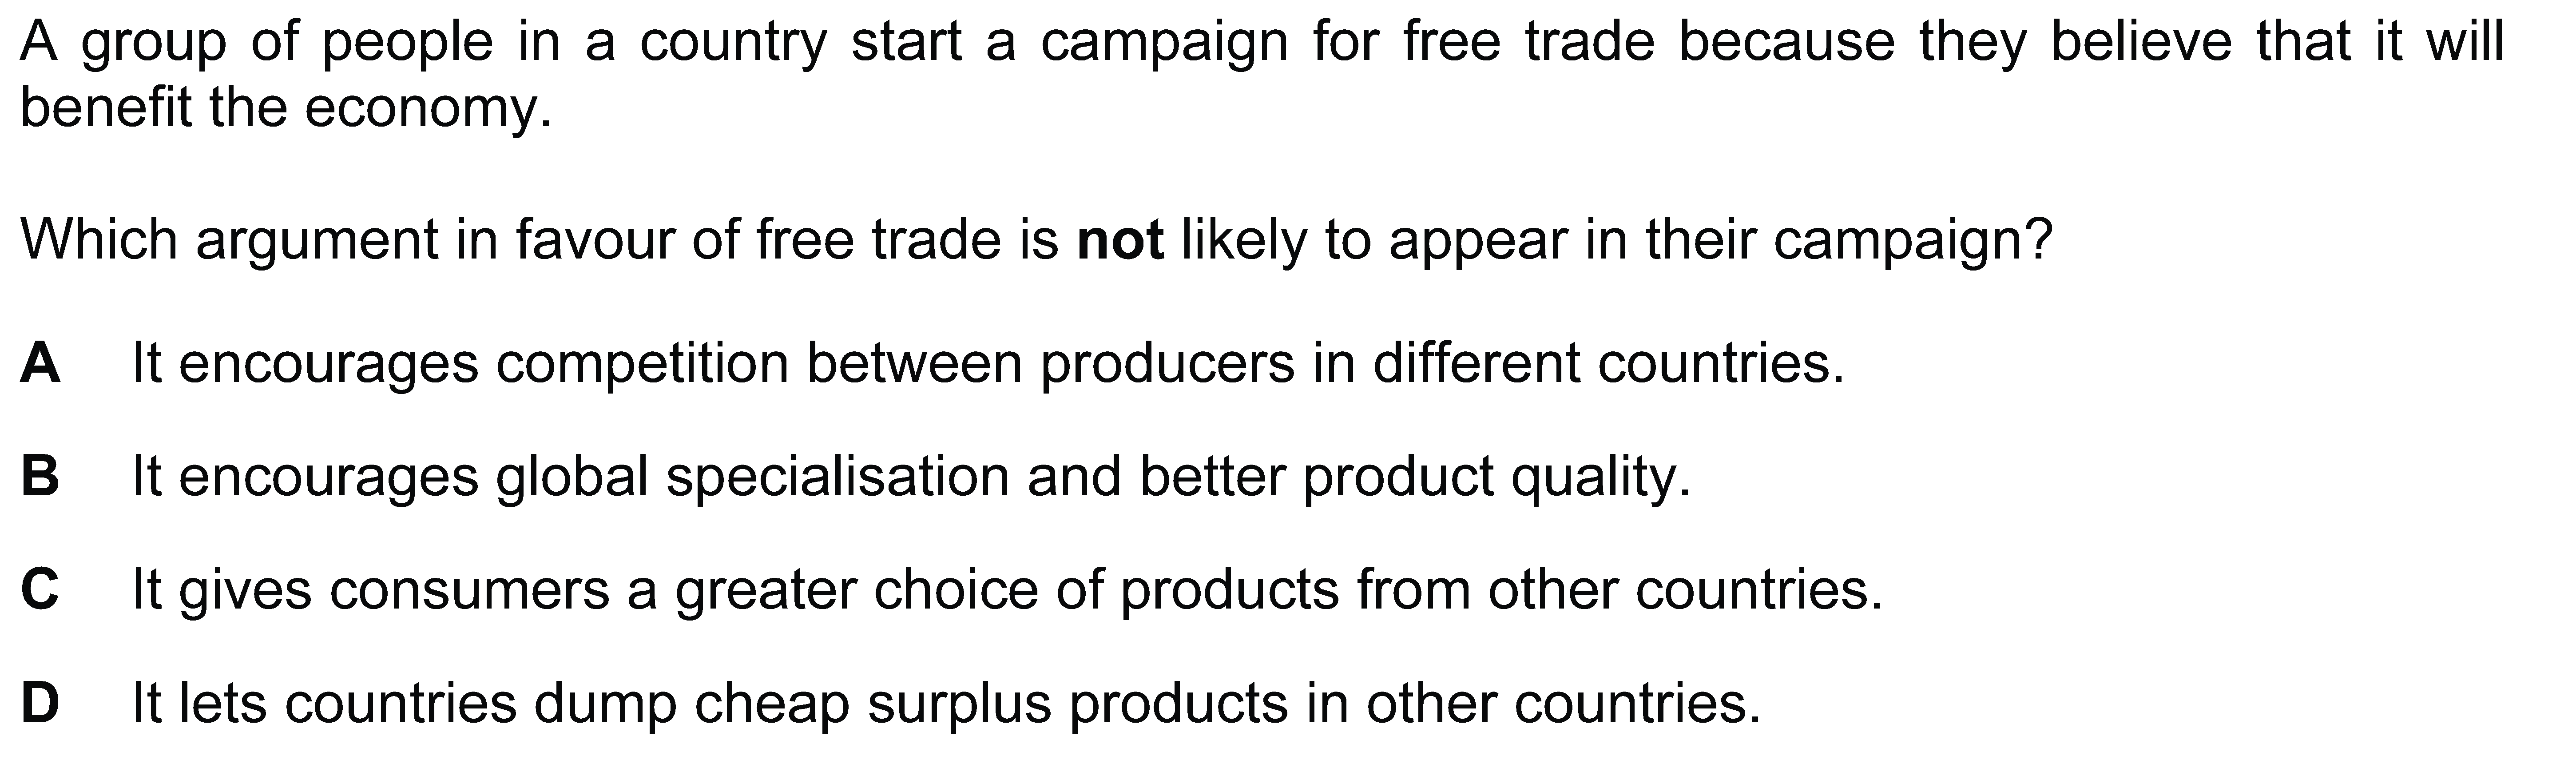 A group of people in a country start a campaign for free trade because they believe that it will
benefit the economy.
Which argument in favour of free trade is not likely to appear in their campaign?
A It encourages competition between producers in different countries.
B It encourages global specialisation and better product quality.
C It gives consumers a greater choice of products from other countries.
D It lets countries dump cheap surplus products in other countries.